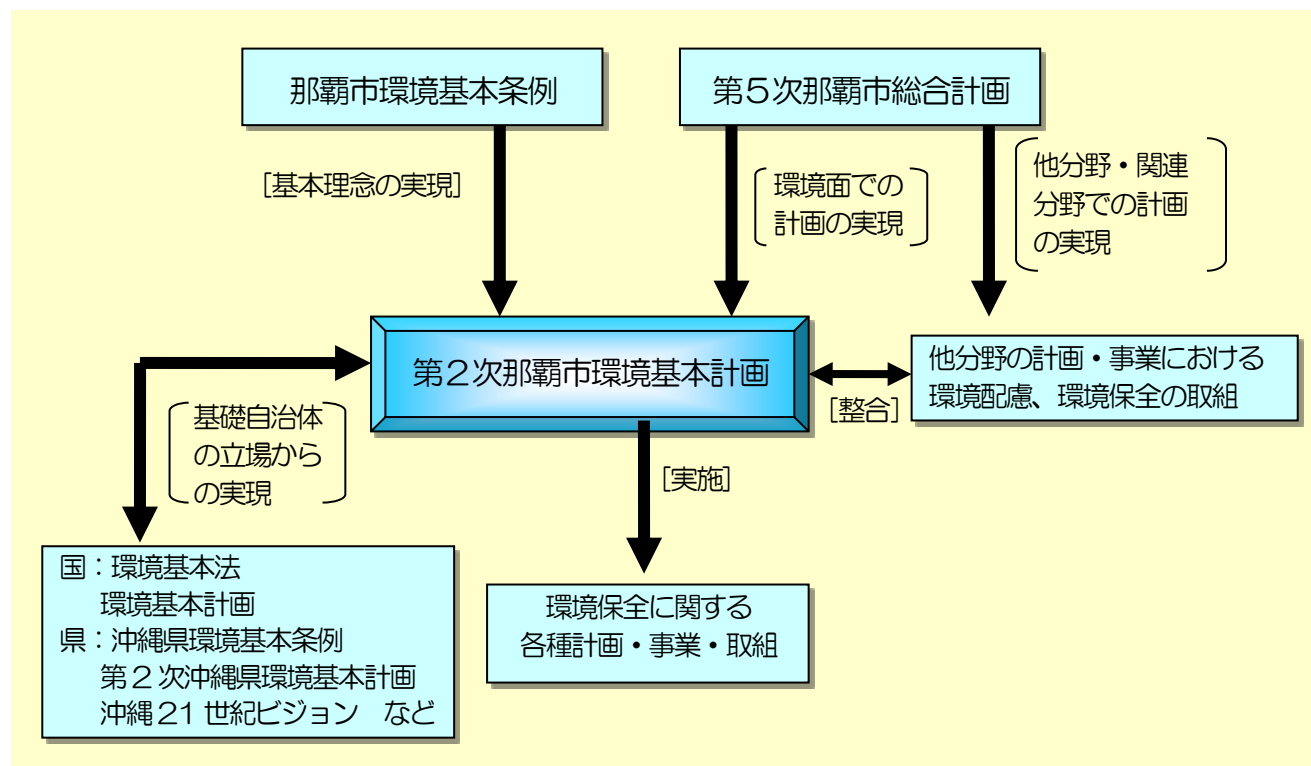 那覇市環境基本条例
第5次那覇市総合計画
[基本理念の実現]
環境面での
計画の実現
他分野・関連
分野での計画
の実現
第2次那覇市環境基本計画
他分野の計画・事業における
環境配慮、環境保全の取組
[整合]
基礎自治体
の立場から
の実現
[実施]
国：環境基本法
環境基本計画
県：沖縄県環境基本条例
第2次沖縄県環境基本計画
沖縄21世紀ビジョン　など
環境保全に関する
各種計画・事業・取組